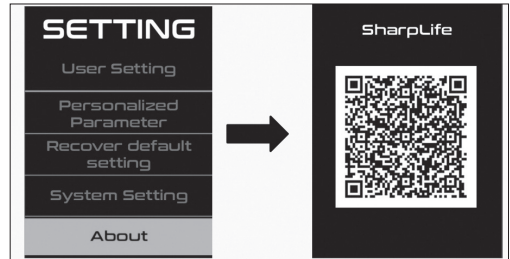 SETTING
User Setting
Personalized
Parameter
Recover default
setting
System Setting
About
SharpLife